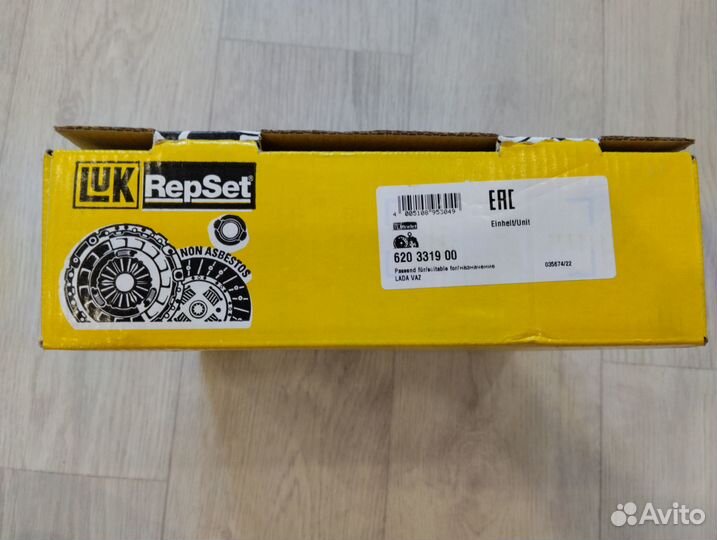 LUK
RepSet®
NON ASBESTOS
4 005108 953049
EAC
Einheit/Unit
620 3319 00
Passend für/suitable for/назначение
035674/22
LADA VAZ
Avito